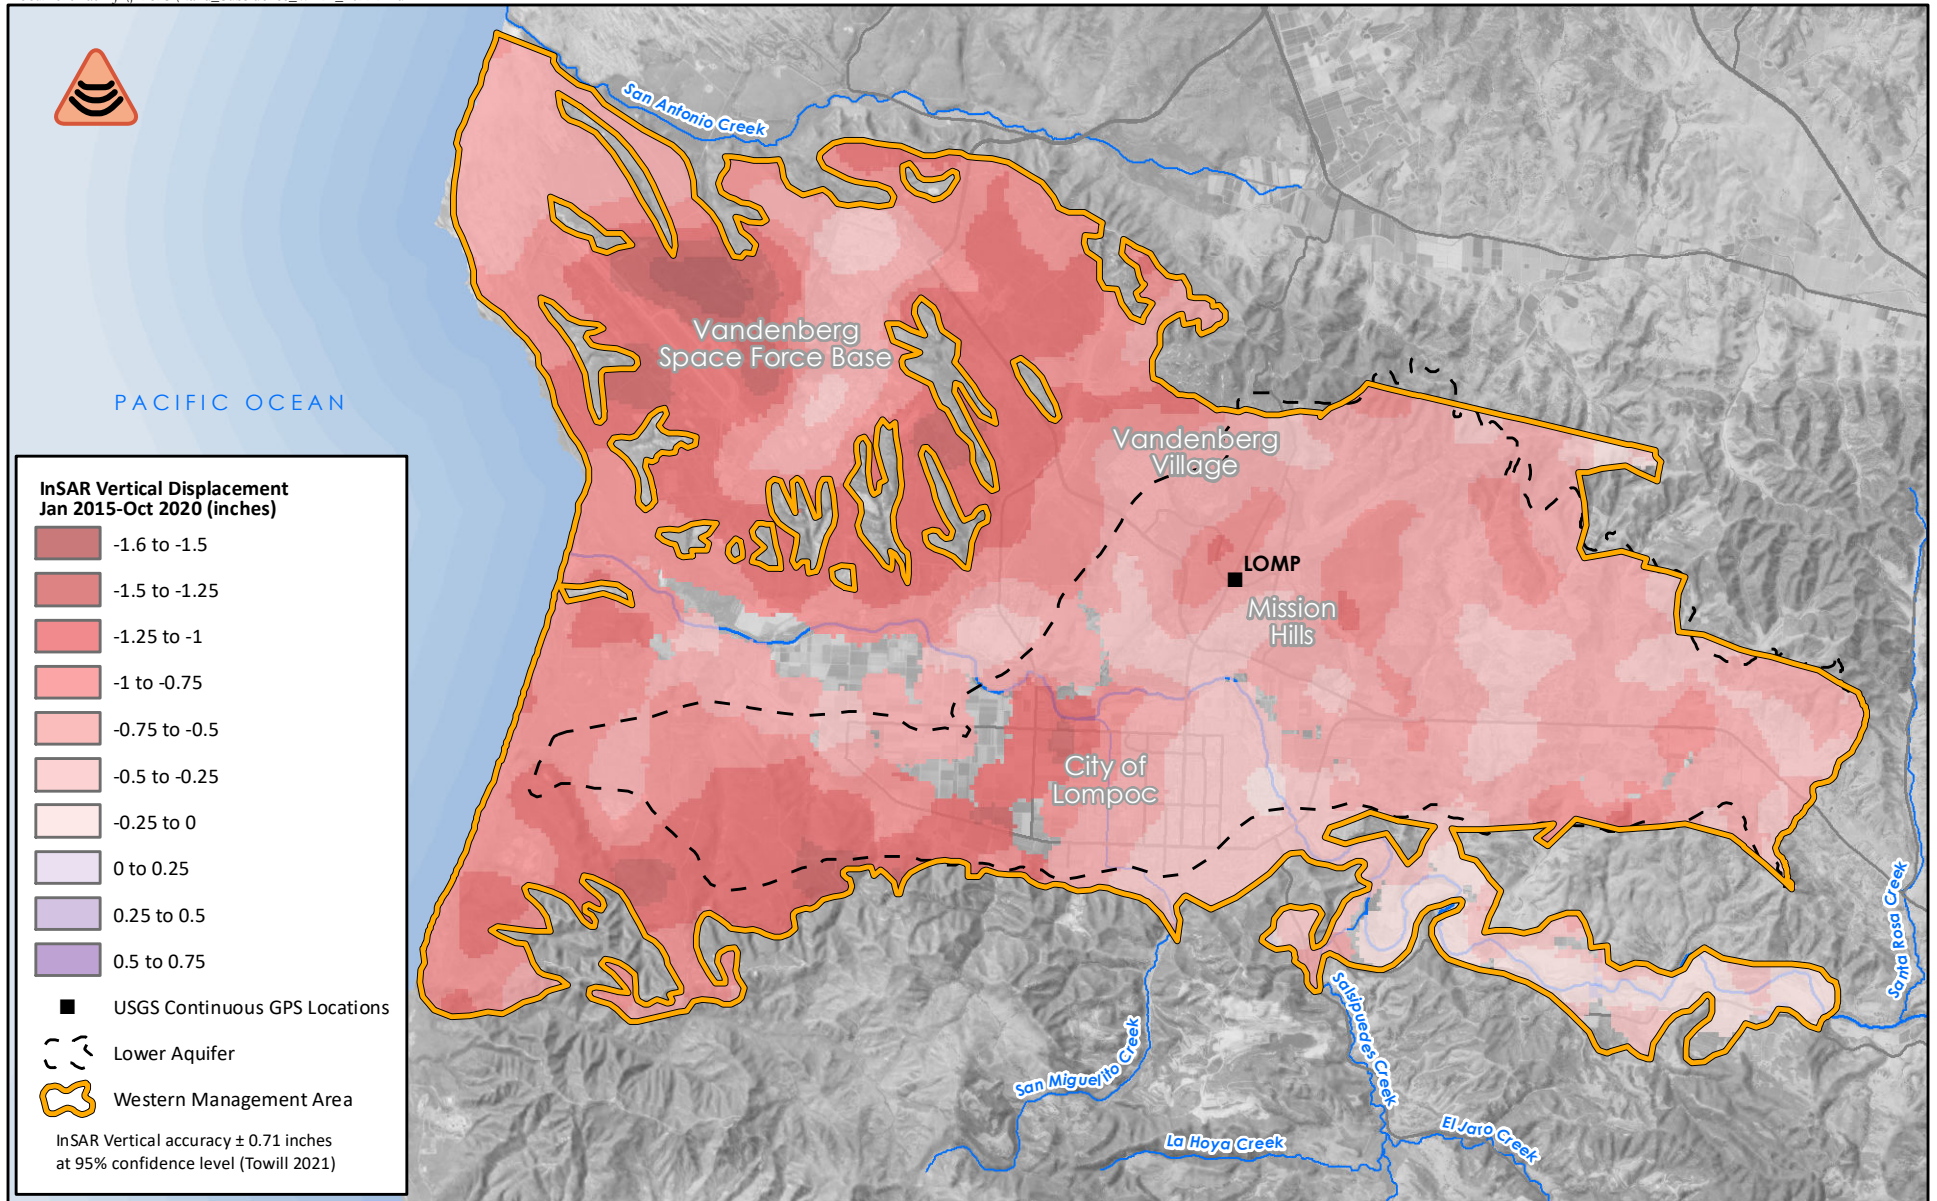 San Antonio Creek
Vandenberg
Space Force Base
PACIFIC OCEAN
Vandenberg
Village
LOMP
Mission
Hills
City of
Lompoc
Santa Rosa Creek
Salsipuedes Creek
San Miguelito Creek
El Jaro Creek
La Hoya Creek
InSAR Vertical Displacement
Jan 2015-Oct 2020 (inches)
-1.6 to -1.5
-1.5 to -1.25
-1.25 to -1
-1 to -0.75
-0.75 to -0.5
-0.5 to -0.25
-0.25 to 0
0 to 0.25
0.25 to 0.5
0.5 to 0.75
USGS Continuous GPS Locations
Lower Aquifer
Western Management Area
InSAR Vertical accuracy ± 0.71 inches
at 95% confidence level (Towill 2021)